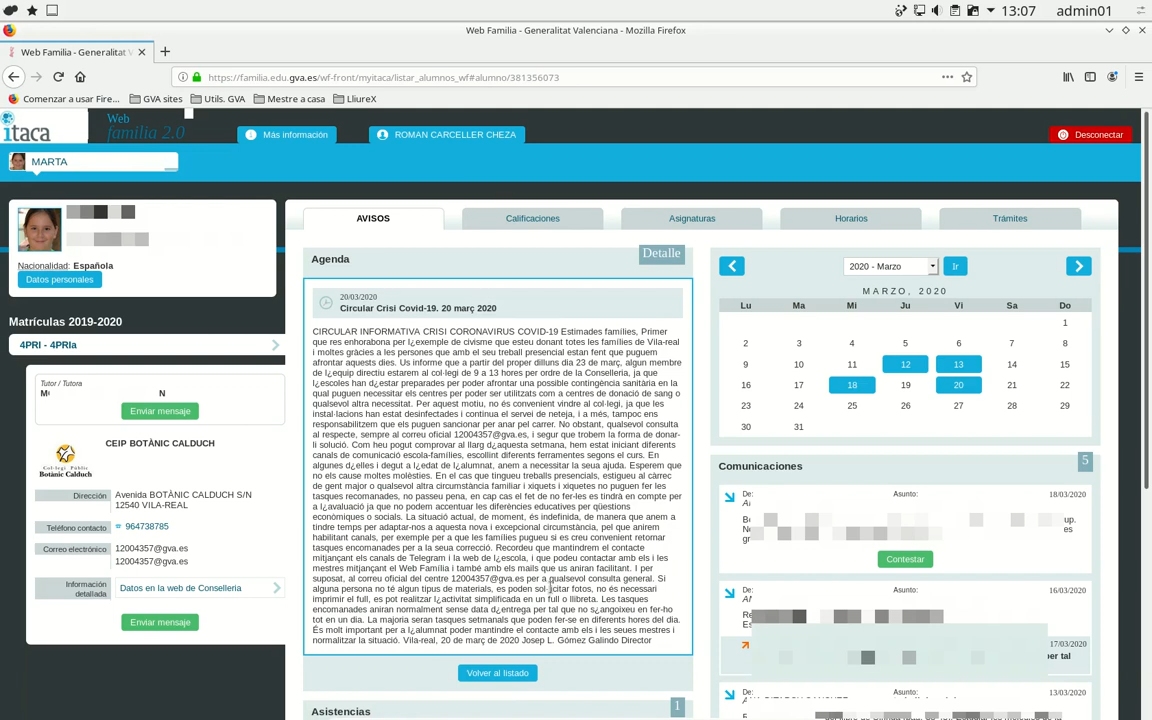 13:07 admin01
Web Familia - Generalitat Valenciana - Mozilla Firefox
Web Familia - Generalitat V
https://familia.edu.gva.es/wf-front/myitaca/listar_alumnos_wf#alumno/381356073
Comenzar a usar Fire... GVA sites Utils. GVA Mestre a casa LliureX
itaca
Web
familia 2.0
Más información ROMAN CARCELLER CHEZA Desconectar
MARTA
Nacionalidad: Española
Datos personales
Matrículas 2019-2020
4PRI - 4PRIa
Tutor / Tutora
N
Enviar mensaje
CEIP BOTÀNIC CALDUCH
Col·legi Públic
Botànic Calduch
Dirección Avenida BOTÀNIC CALDUCH S/N
12540 VILA-REAL
Teléfono contacto 964738785
Correo electrónico 12004357@gva.es
12004357@gva.es
Información
detallada
Datos en la web de Conselleria
Enviar mensaje
AVISOS Calificaciones Asignaturas Horarios Trámites
Agenda Detalle
20/03/2020
Circular Crisi Covid-19. 20 març 2020
CIRCULAR INFORMATIVA CRISI CORONAVIRUS COVID-19 Estimades famílies, Primer
que res enhorabona per l¿exemple de civisme que esteu donant totes les famílies de Vila-real
i moltes gràcies a les persones que amb el seu treball presencial estan fent que puguem
afrontar aquests dies. Us informe que a partir del proper dilluns dia 23 de març, algun membre
de l¿equip directiu estarem al col·legi de 9 a 13 hores per ordre de la Conselleria, ja que
l¿escoles han d¿estar preparades per poder afrontar una possible contingència sanitària en la
qual puguen necessitar els centres per poder ser utilitzats com a centres de donació de sang o
qualsevol altra necessitat. Per aquest motiu, no és convenient vindre al col·legi, ja que les
instal·lacions han estat desinfectades i continua el servei de neteja, i a més, tampoc ens
responsabilitzem que els puguen sancionar per anar pel carrer. No obstant, qualsevol consulta
al respecte, sempre al correu oficial 12004357@gva.es, i segur que trobem la forma de donar-
li solució. Com heu pogut comprovar al llarg d¿aquesta setmana, hem estat iniciant diferents
canals de comunicació escola-famílies, escollint diferents ferramentes segons el curs. En
algunes d¿elles i degut a l¿edat de l¿alumnat, anem a necessitar la seua ajuda. Esperem que
no els cause moltes molèsties. En el cas que tingueu treballs presencials, estigueu al càrrec
de gent major o qualsevol altra circumstància familiar i xiquets i xiquetes no puguen fer les
tasques recomanades, no passeu pena, en cap cas el fet de no fer-les es tindrà en compte per
a l¿avaluació ja que no podem accentuar les diferències educatives per qüestions
econòmiques o socials. La situació actual, de moment, és indefinida, de manera que anem a
tindre temps per adaptar-nos a aquesta nova i excepcional circumstància, pel que anirem
habilitant canals, per exemple per a que les famílies pugueu si es creu convenient retornar
tasques encomanades per a la seua correcció. Recordeu que mantindrem el contacte
mitjançant els canals de Telegram i la web de l¿escola, i que podeu contactar amb els i les
mestres mitjançant el Web Família i també amb els mails que us aniran facilitant. I per
suposat, al correu oficial del centre 12004357@gva.es per a qualsevol consulta general. Si
alguna persona no té algun tipus de materials, es poden sol·licitar fotos, no és necessari
imprimir el full, es pot realitzar l¿activitat simplificada en un full o llibreta. Les tasques
encomanades aniran normalment sense data d¿entrega per tal que no s¿angoixeu en fer-ho
tot en un dia. La majoria seran tasques setmanals que poden fer-se en diferents hores del dia.
És molt important per a l¿alumnat poder mantindre el contacte amb els i les seues mestres i
normalitzar la situació. Vila-real, 20 de març de 2020 Josep L. Gómez Galindo Director
Volver al listado
Asistencias 1
2020 - Marzo Ir
MARZO, 2020
Lu Ma Mi Ju Vi Sa Do
1
2 3 4 5 6 7 8
9 10 11 12 13 14 15
16 17 18 19 20 21 22
23 24 25 26 27 28 29
30 31
Comunicaciones 5
De: Asunto: 18/03/2020
up.
es
Contestar
De: Asunto: 17/03/2020
17/03/2020
per tal
De: Asunto: 13/03/2020